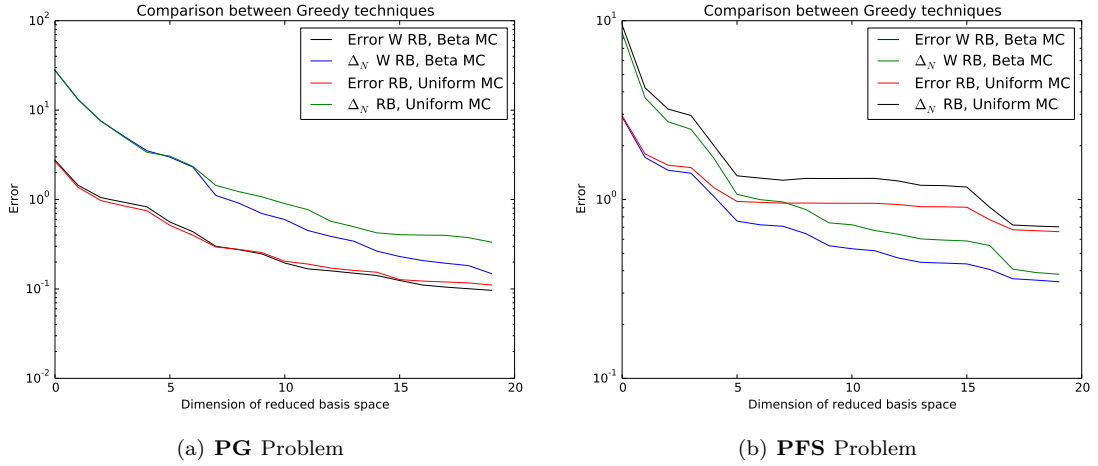 Comparison between Greedy techniques
10^2
10^1
10^0
10^-1
10^-2
Error
Error W RB, Beta MC
Δ_N W RB, Beta MC
Error RB, Uniform MC
Δ_N RB, Uniform MC
0 5 10 15 20
Dimension of reduced basis space
(a) PG Problem
Comparison between Greedy techniques
10^1
10^0
10^-1
Error
Error W RB, Beta MC
Δ_N W RB, Beta MC
Error RB, Uniform MC
Δ_N RB, Uniform MC
0 5 10 15 20
Dimension of reduced basis space
(b) PFS Problem